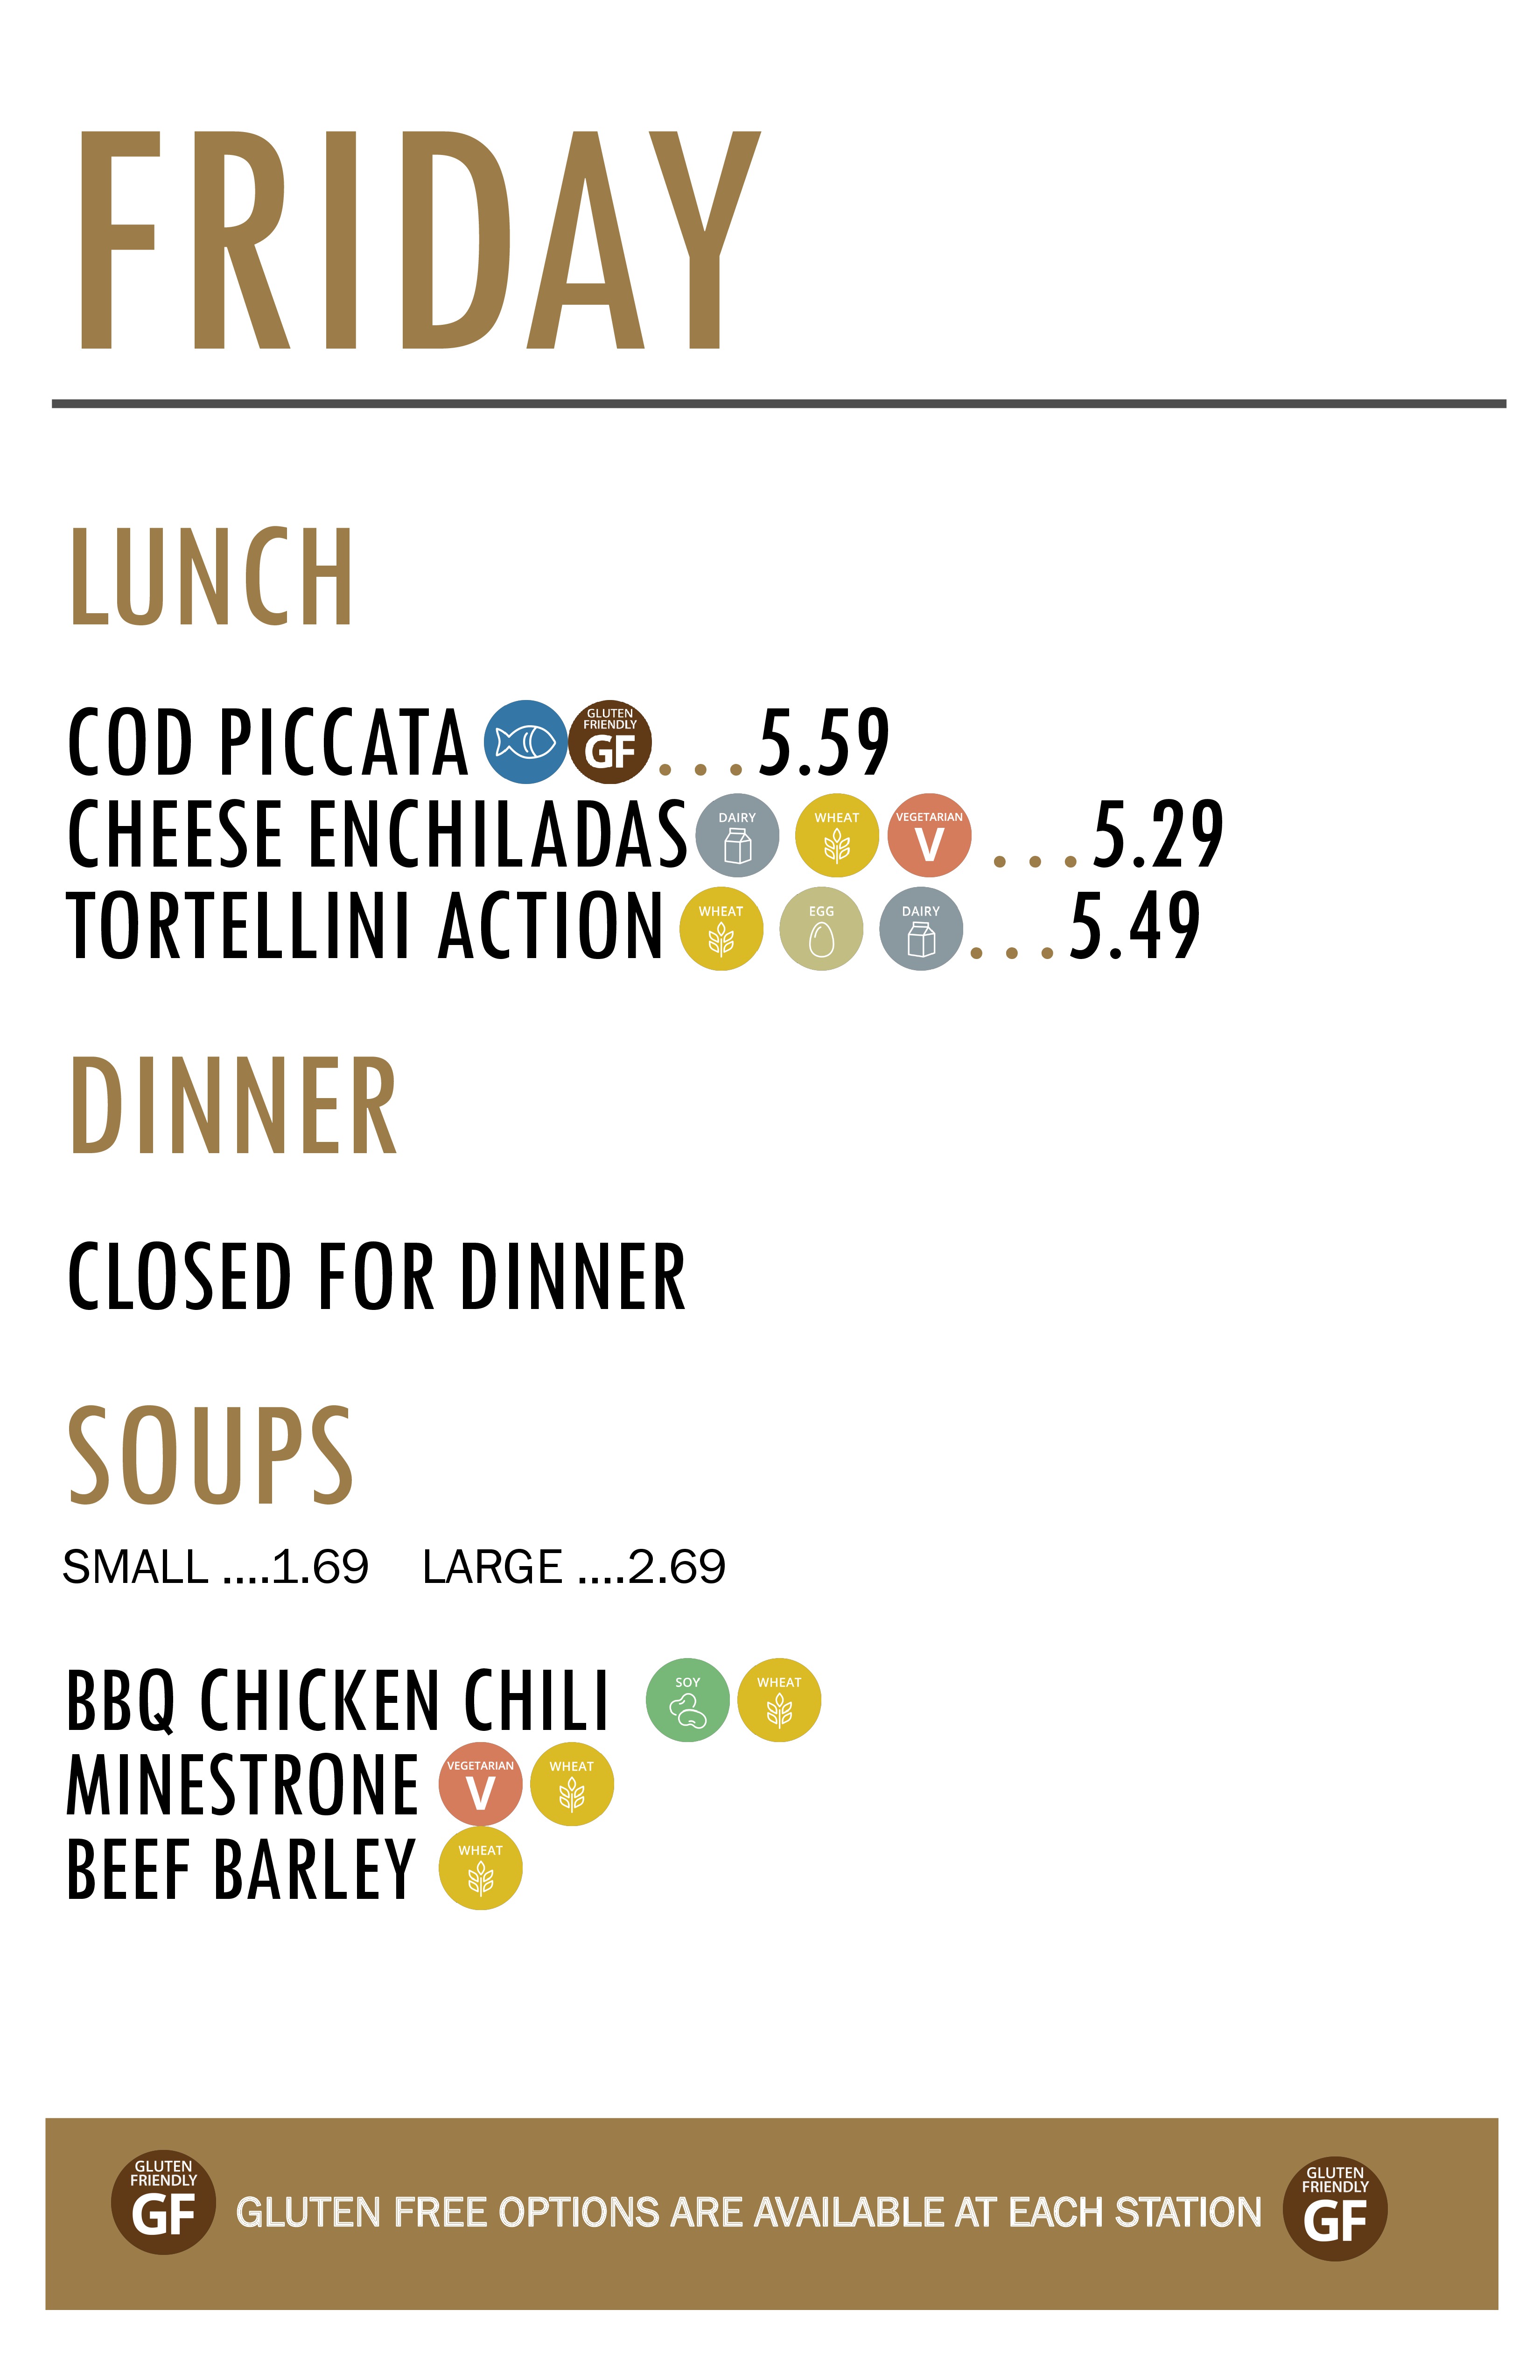 FRIDAY
LUNCH
COD PICCATA GLUTEN FRIENDLY GF . . . 5.59
CHEESE ENCHILADAS DAIRY WHEAT VEGETARIAN V . . . 5.29
TORTELLINI ACTION WHEAT EGG DAIRY . . . 5.49
DINNER
CLOSED FOR DINNER
SOUPS
SMALL ....1.69 LARGE ....2.69
BBQ CHICKEN CHILI SOY WHEAT
MINESTRONE VEGETARIAN V WHEAT
BEEF BARLEY WHEAT
GLUTEN FRIENDLY GF GLUTEN FREE OPTIONS ARE AVAILABLE AT EACH STATION GLUTEN FRIENDLY GF